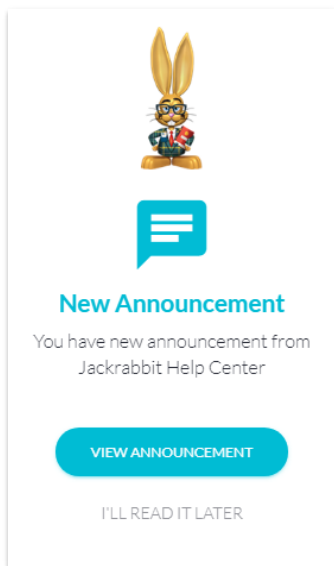 New Announcement
You have new announcement from
Jackrabbit Help Center
VIEW ANNOUNCEMENT
I'LL READ IT LATER